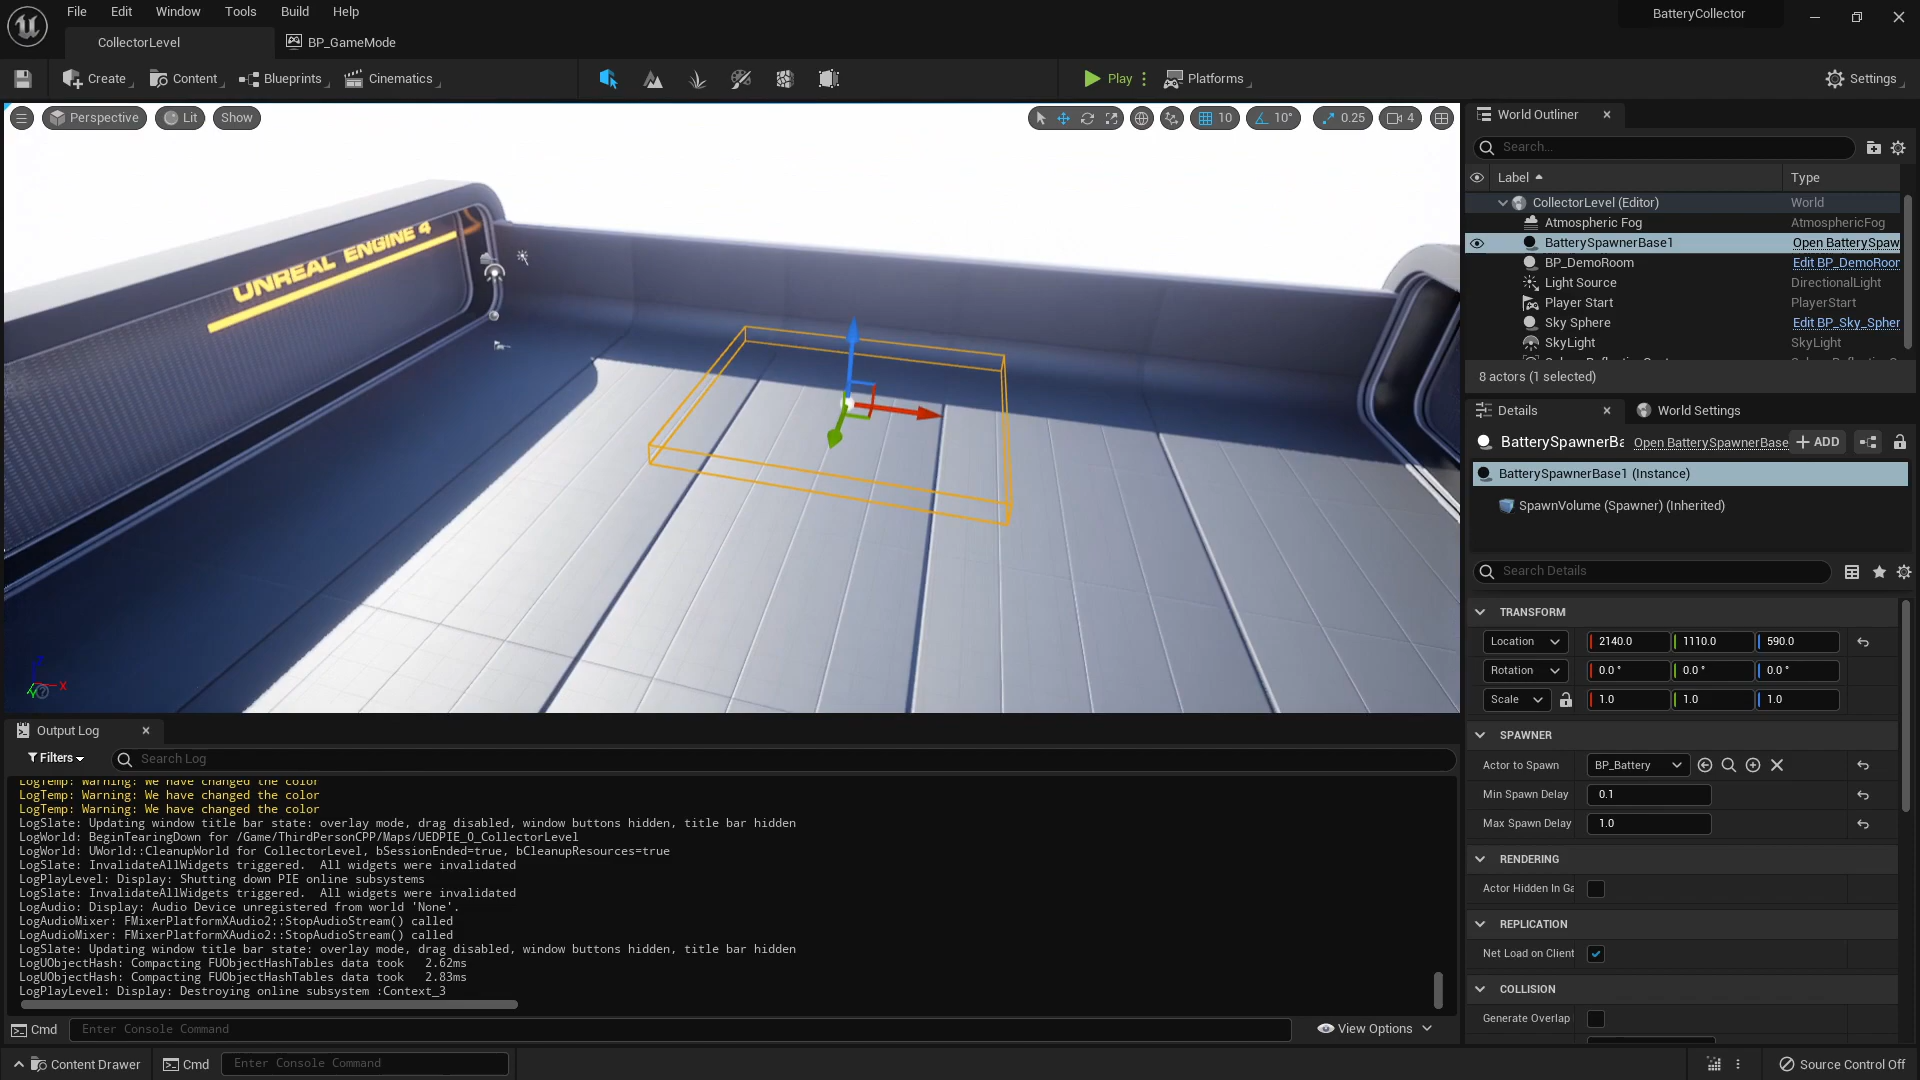 File Edit Window Tools Build Help
BatteryCollector
CollectorLevel
BP_GameMode
Create Content Blueprints Cinematics
Play Platforms
Settings
Perspective Lit Show
10 10° 0.25 4
UNREAL ENGINE 4
X
World Outliner
Search...
Label Type
CollectorLevel (Editor) World
Atmospheric Fog AtmosphericFog
BatterySpawnerBase1 Open BatterySpaw
BP_DemoRoom Edit BP_DemoRoor
Light Source DirectionalLight
Player Start PlayerStart
Sky Sphere Edit BP_Sky_Spher
SkyLight SkyLight
8 actors (1 selected)
Details World Settings
BatterySpawnerBa Open BatterySpawnerBase ADD
BatterySpawnerBase1 (Instance)
SpawnVolume (Spawner) (Inherited)
Search Details
TRANSFORM
Location 2140.0 1110.0 590.0
Rotation 0.0° 0.0° 0.0°
Scale 1.0 1.0 1.0
SPAWNER
Actor to Spawn BP_Battery
Min Spawn Delay 0.1
Max Spawn Delay 1.0
RENDERING
Actor Hidden In Ga
REPLICATION
Net Load on Client
COLLISION
Generate Overlap
Output Log
Filters Search Log
LogTemp: Warning: We have changed the color
LogTemp: Warning: We have changed the color
LogTemp: Warning: We have changed the color
LogSlate: Updating window title bar state: overlay mode, drag disabled, window buttons hidden, title bar hidden
LogWorld: BeginTearingDown for /Game/ThirdPersonCPP/Maps/UEDPIE_0_CollectorLevel
LogWorld: UWorld::CleanupWorld for CollectorLevel, bSessionEnded=true, bCleanupResources=true
LogSlate: InvalidateAllWidgets triggered.  All widgets were invalidated
LogPlayLevel: Display: Shutting down PIE online subsystems
LogSlate: InvalidateAllWidgets triggered.  All widgets were invalidated
LogAudio: Display: Audio Device unregistered from world 'None'.
LogAudioMixer: FMixerPlatformXAudio2::StopAudioStream() called
LogAudioMixer: FMixerPlatformXAudio2::StopAudioStream() called
LogSlate: Updating window title bar state: overlay mode, drag disabled, window buttons hidden, title bar hidden
LogUObjectHash: Compacting FUObjectHashTables data took   2.62ms
LogUObjectHash: Compacting FUObjectHashTables data took   2.83ms
LogPlayLevel: Display: Destroying online subsystem :Context_3
Cmd Enter Console Command View Options
Content Drawer Cmd Enter Console Command Source Control Off